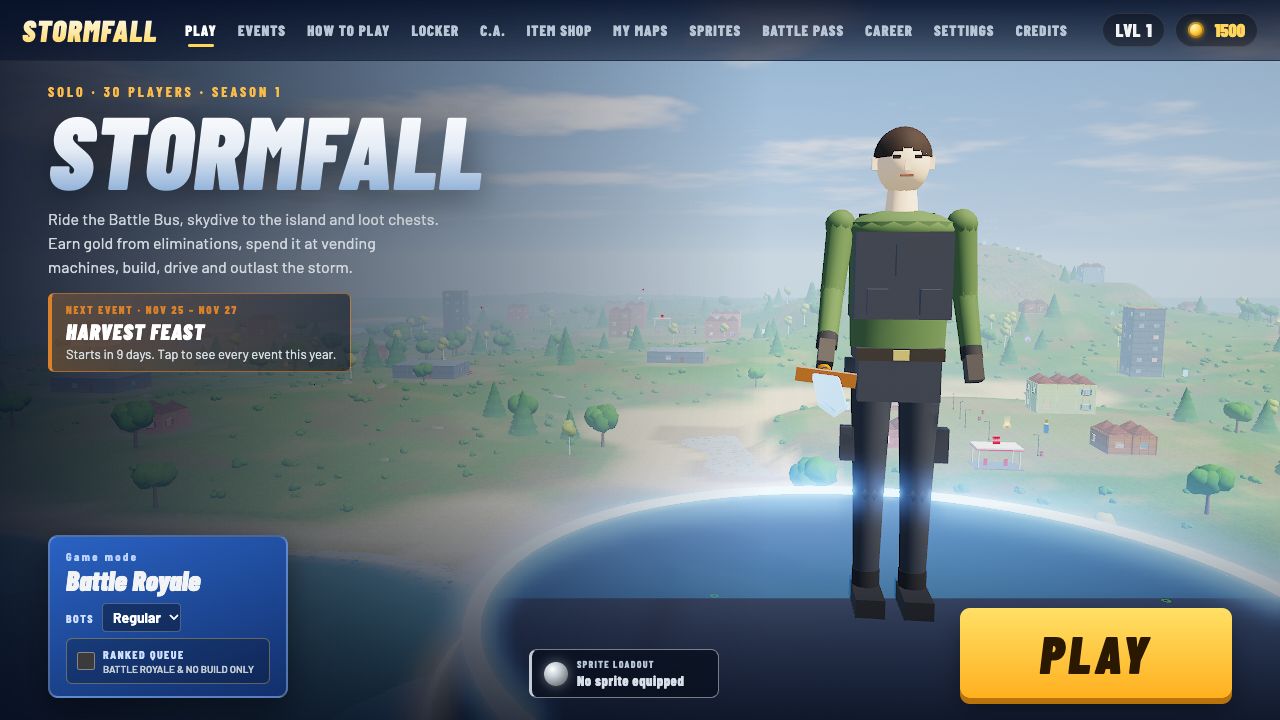 STORMFALL
PLAY EVENTS HOW TO PLAY LOCKER C.A. ITEM SHOP MY MAPS SPRITES BATTLE PASS CAREER SETTINGS CREDITS LVL 1 1500
SOLO · 30 PLAYERS · SEASON 1
STORMFALL
Ride the Battle Bus, skydive to the island and loot chests.
Earn gold from eliminations, spend it at vending
machines, build, drive and outlast the storm.
NEXT EVENT · NOV 25 – NOV 27
HARVEST FEAST
Starts in 9 days. Tap to see every event this year.
Game mode
Battle Royale
BOTS Regular
RANKED QUEUE
BATTLE ROYALE & NO BUILD ONLY
SPRITE LOADOUT
No sprite equipped
PLAY